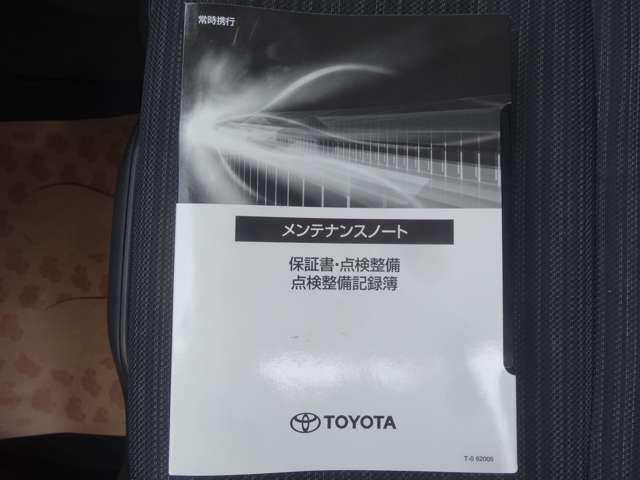 常時携行
メンテナンスノート
保証書・点検整備
点検整備記録簿
TOYOTA
T-0 62005